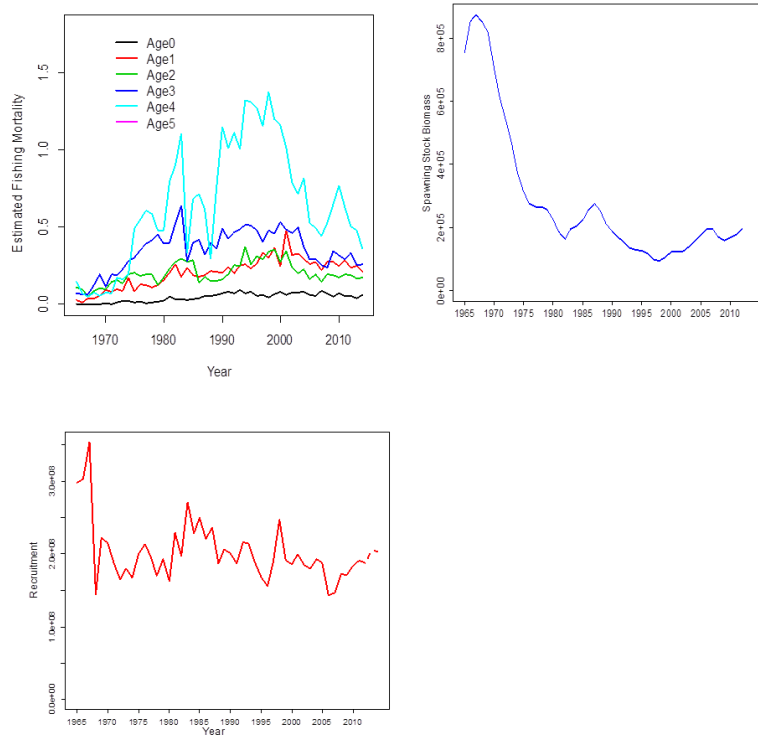 Age0
Age1
Age2
Age3
Age4
Age5
Estimated Fishing Mortality
0.0 0.5 1.0 1.5
1970 1980 1990 2000 2010
Year
Spawning Stock Biomass
0e+00 2e+05 4e+05 6e+05 8e+05
1965 1970 1975 1980 1985 1990 1995 2000 2005 2010
Recruitment
0.0e+00 1.0e+08 2.0e+08 3.0e+08
1965 1970 1975 1980 1985 1990 1995 2000 2005 2010
Year